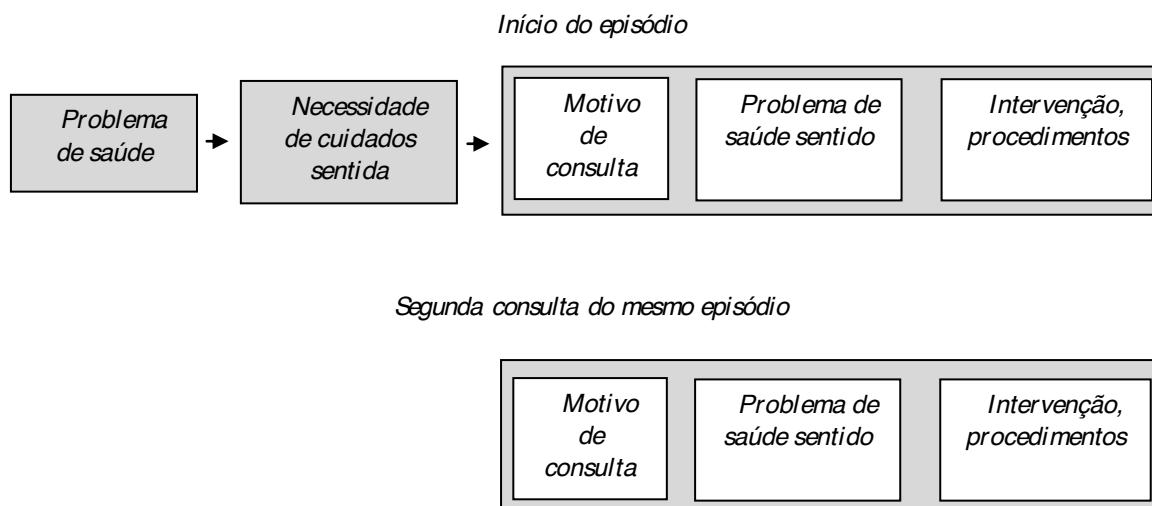 Início do episódio
Problema
de saúde
Necessidade
de cuidados
sentida
Motivo
de
consulta
Problema de
saúde sentido
Intervenção,
procedimentos
Segunda consulta do mesmo episódio
Motivo
de
consulta
Problema de
saúde sentido
Intervenção,
procedimentos